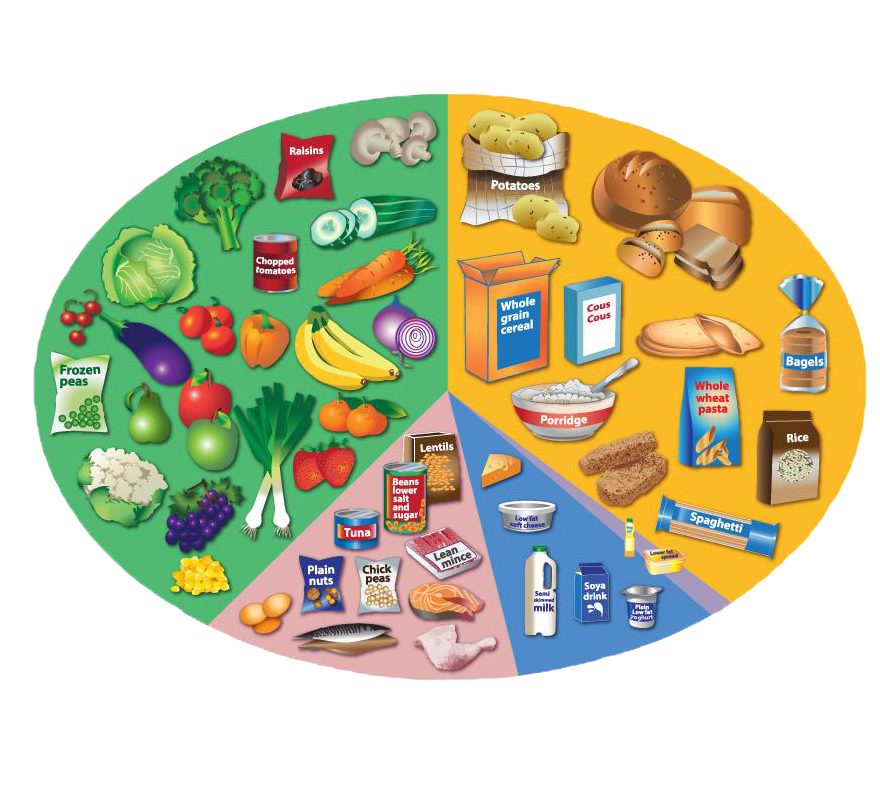 Raisins
Chopped
tomatoes
Frozen
peas
Potatoes
Whole
grain
cereal
Cous
Cous
Bagels
Porridge
Whole
wheat
pasta
Rice
Spaghetti
Lentils
Beans
lower
salt
and
sugar
Tuna
Lean
mince
Plain
nuts
Chick
peas
Low fat
soft cheese
Semi
skimmed
milk
Soya
drink
Plain
Low fat
yoghurt
Lower fat
spread